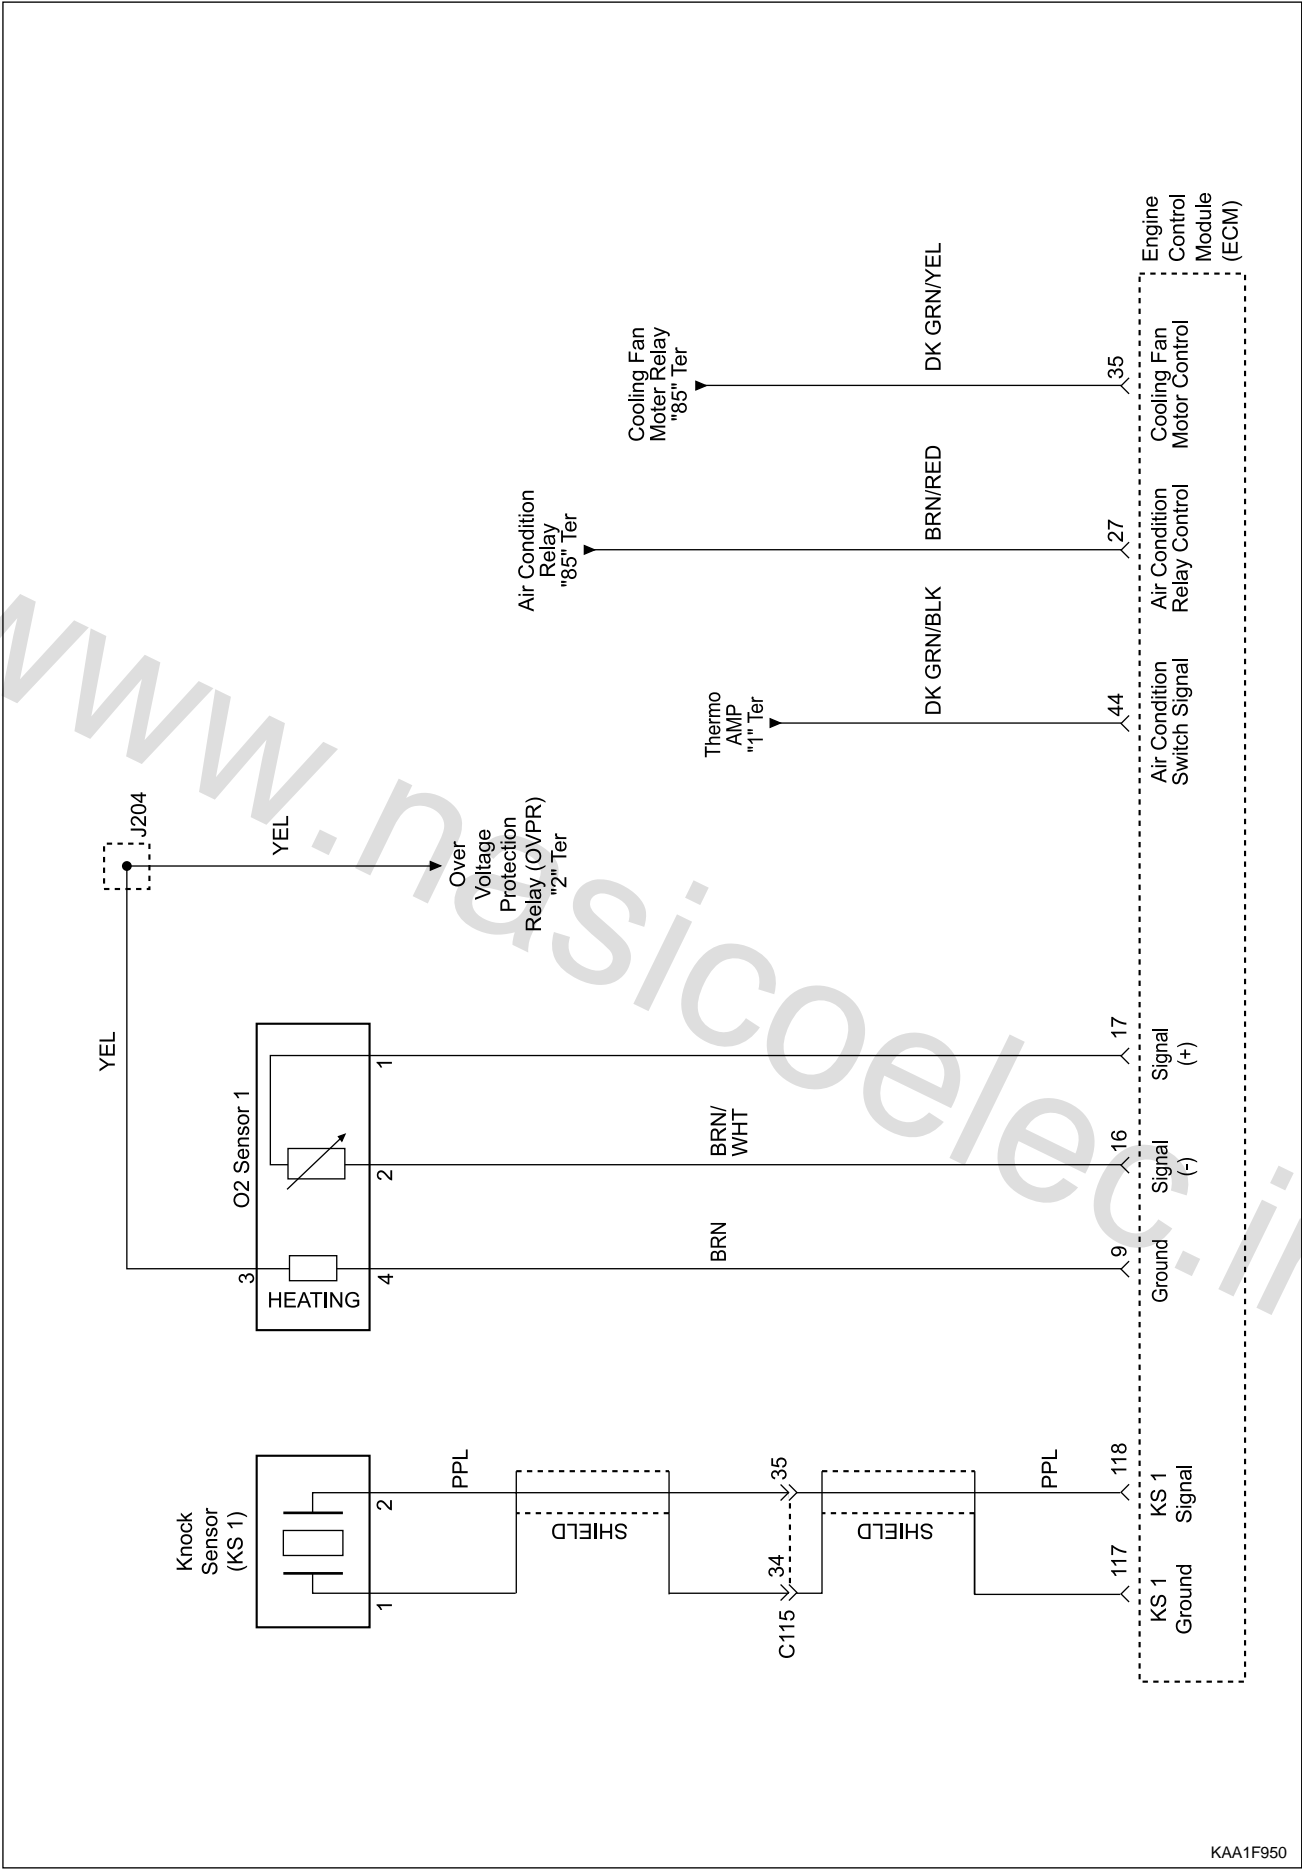 Knock
Sensor
(KS 1)
1
2
PPL
SHIELD
C115
34
35
SHIELD
PPL
117
118
KS 1
Ground
KS 1
Signal
YEL
J204
YEL
Over
Voltage
Protection
Relay (OVPR)
"2" Ter
O2 Sensor 1
3
HEATING
4
2
1
BRN
BRN/
WHT
9
16
17
Ground
Signal
(-)
Signal
(+)
Thermo
AMP
"1" Ter
DK GRN/BLK
44
Air Condition
Switch Signal
Air Condition
Relay
"85" Ter
BRN/RED
27
Air Condition
Relay Control
Cooling Fan
Moter Relay
"85" Ter
DK GRN/YEL
35
Cooling Fan
Motor Control
Engine
Control
Module
(ECM)
www.nasicoelec.ir
KAA1F950